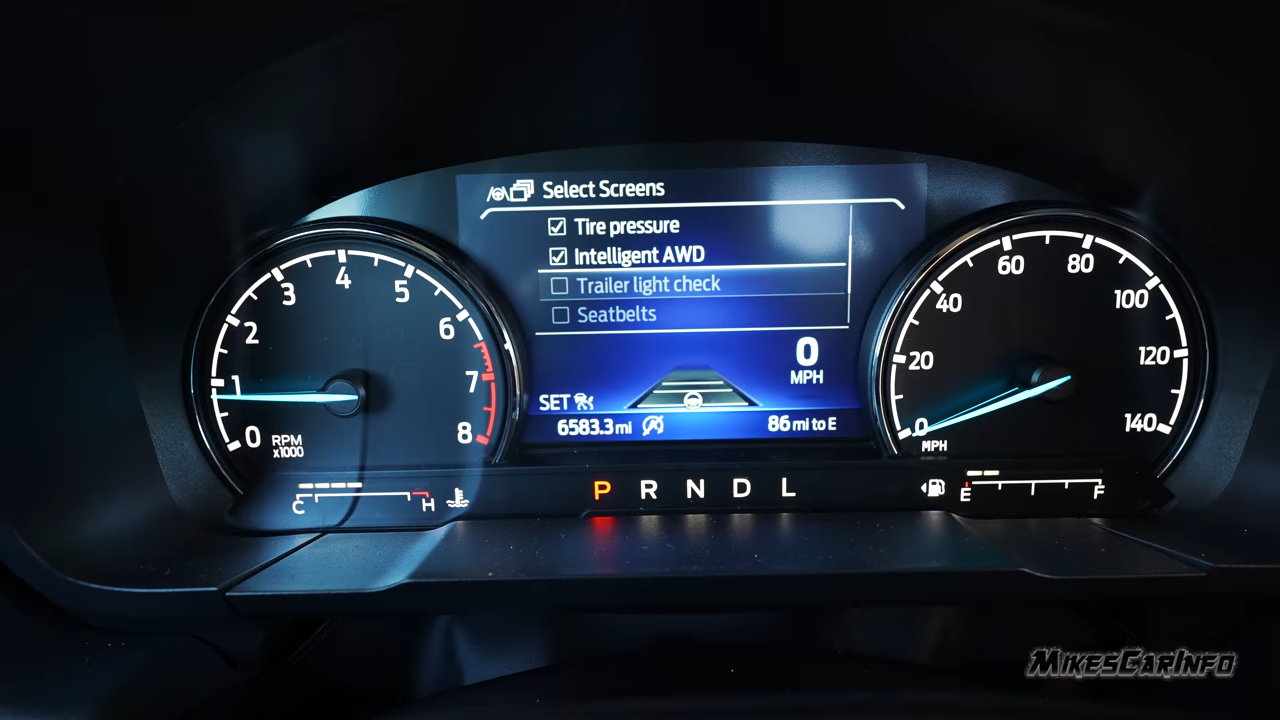 Select Screens
Tire pressure
Intelligent AWD
Trailer light check
Seatbelts
0
MPH
SET
6583.3 mi
86 mi to E
0 1 2 3 4 5 6 7 8
RPM
x1000
0 20 40 60 80 100 120 140
MPH
C H
P R N D L
E F
MIKESCARINFO